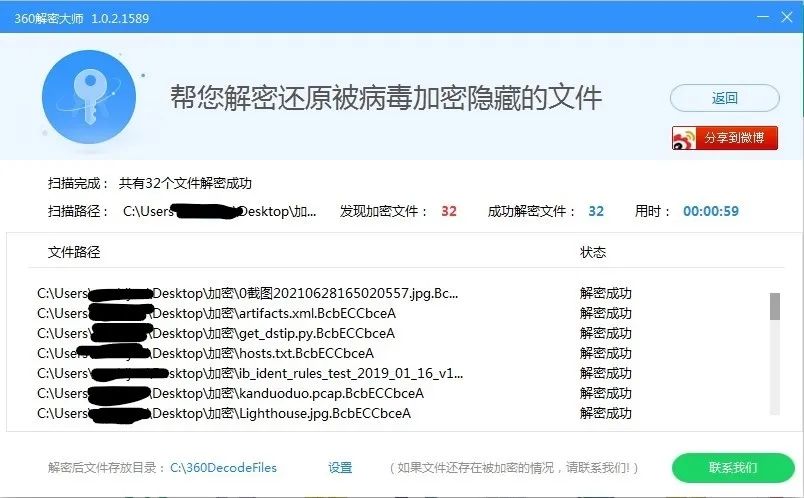 360解密大师 1.0.2.1589
帮您解密还原被病毒加密隐藏的文件
返回
分享到微博
扫描完成： 共有32个文件解密成功
扫描路径： C:\Users\Desktop\加... 发现加密文件： 32 成功解密文件： 32 用时： 00:00:59
文件路径 状态
C:\Users\Desktop\加密\0截图20210628165020557.jpg.Bc... 解密成功
C:\Users\Desktop\加密\artifacts.xml.BcbECCbceA 解密成功
C:\Users\Desktop\加密\get_dstip.py.BcbECCbceA 解密成功
C:\Users\Desktop\加密\hosts.txt.BcbECCbceA 解密成功
C:\Users\Desktop\加密\ib_ident_rules_test_2019_01_16_v1... 解密成功
C:\Users\Desktop\加密\kanduoduo.pcap.BcbECCbceA 解密成功
C:\Users\Desktop\加密\Lighthouse.jpg.BcbECCbceA 解密成功
解密后文件存放目录： C:\360DecodeFiles 设置 （如果文件还存在被加密的情况，请联系我们!） 联系我们